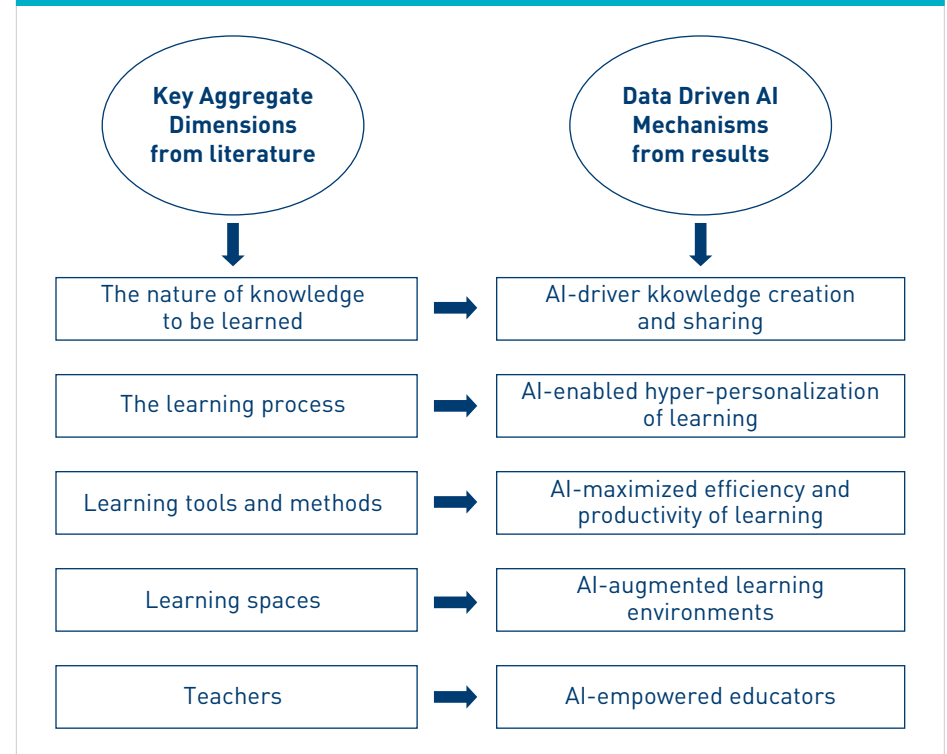 Key Aggregate
Dimensions
from literature
Data Driven AI
Mechanisms
from results
The nature of knowledge
to be learned
AI-driver kkowledge creation
and sharing
The learning process
AI-enabled hyper-personalization
of learning
Learning tools and methods
AI-maximized efficiency and
productivity of learning
Learning spaces
AI-augmented learning
environments
Teachers
AI-empowered educators